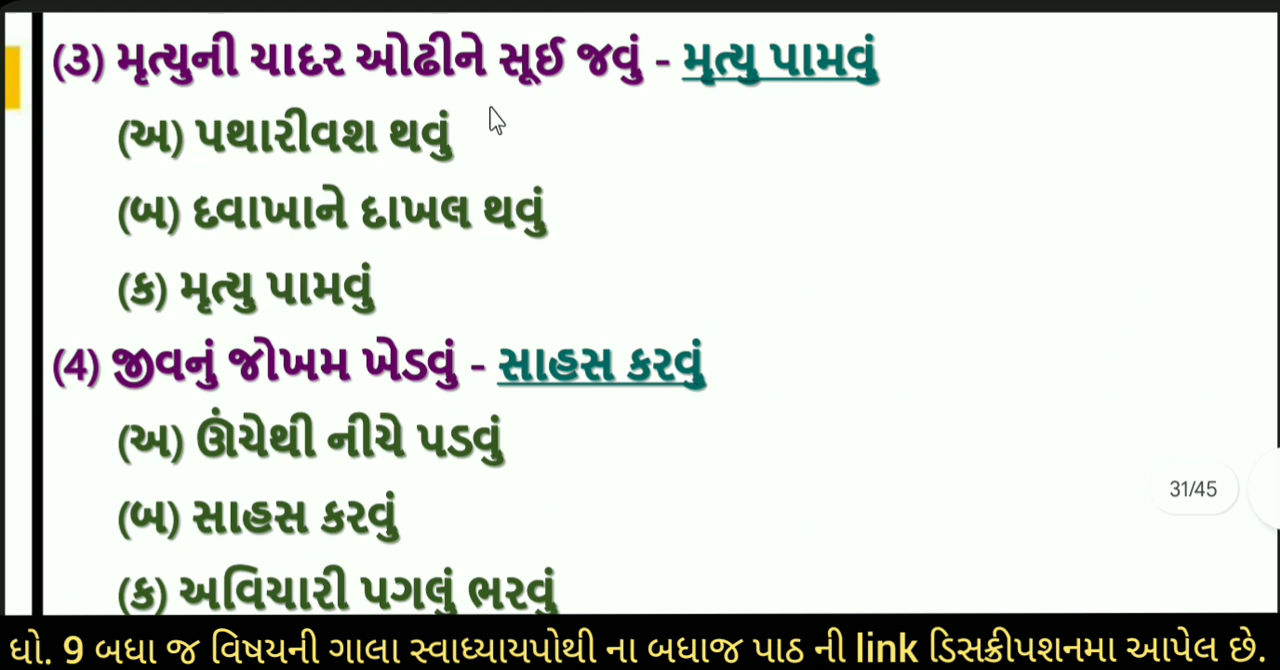 (૩) મૃત્યુની ચાદર ઓઢીને સૂઈ જવું - મૃત્યુ પામવું
(અ) પથારીવશ થવું
(બ) દવાખાને દાખલ થવું
(ક) મૃત્યુ પામવું
(4) જીવનું જોખમ ખેડવું - સાહસ કરવું
(અ) ઊંચેથી નીચે પડવું
(બ) સાહસ કરવું
31/45
(ક) અવિચારી પગલું ભરવું
ધો. 9 બધા જ વિષયની ગાલા સ્વાધ્યાયપોથી ના બધાજ પાઠ ની link ડિસક્રીપશનમા આપેલ છે.